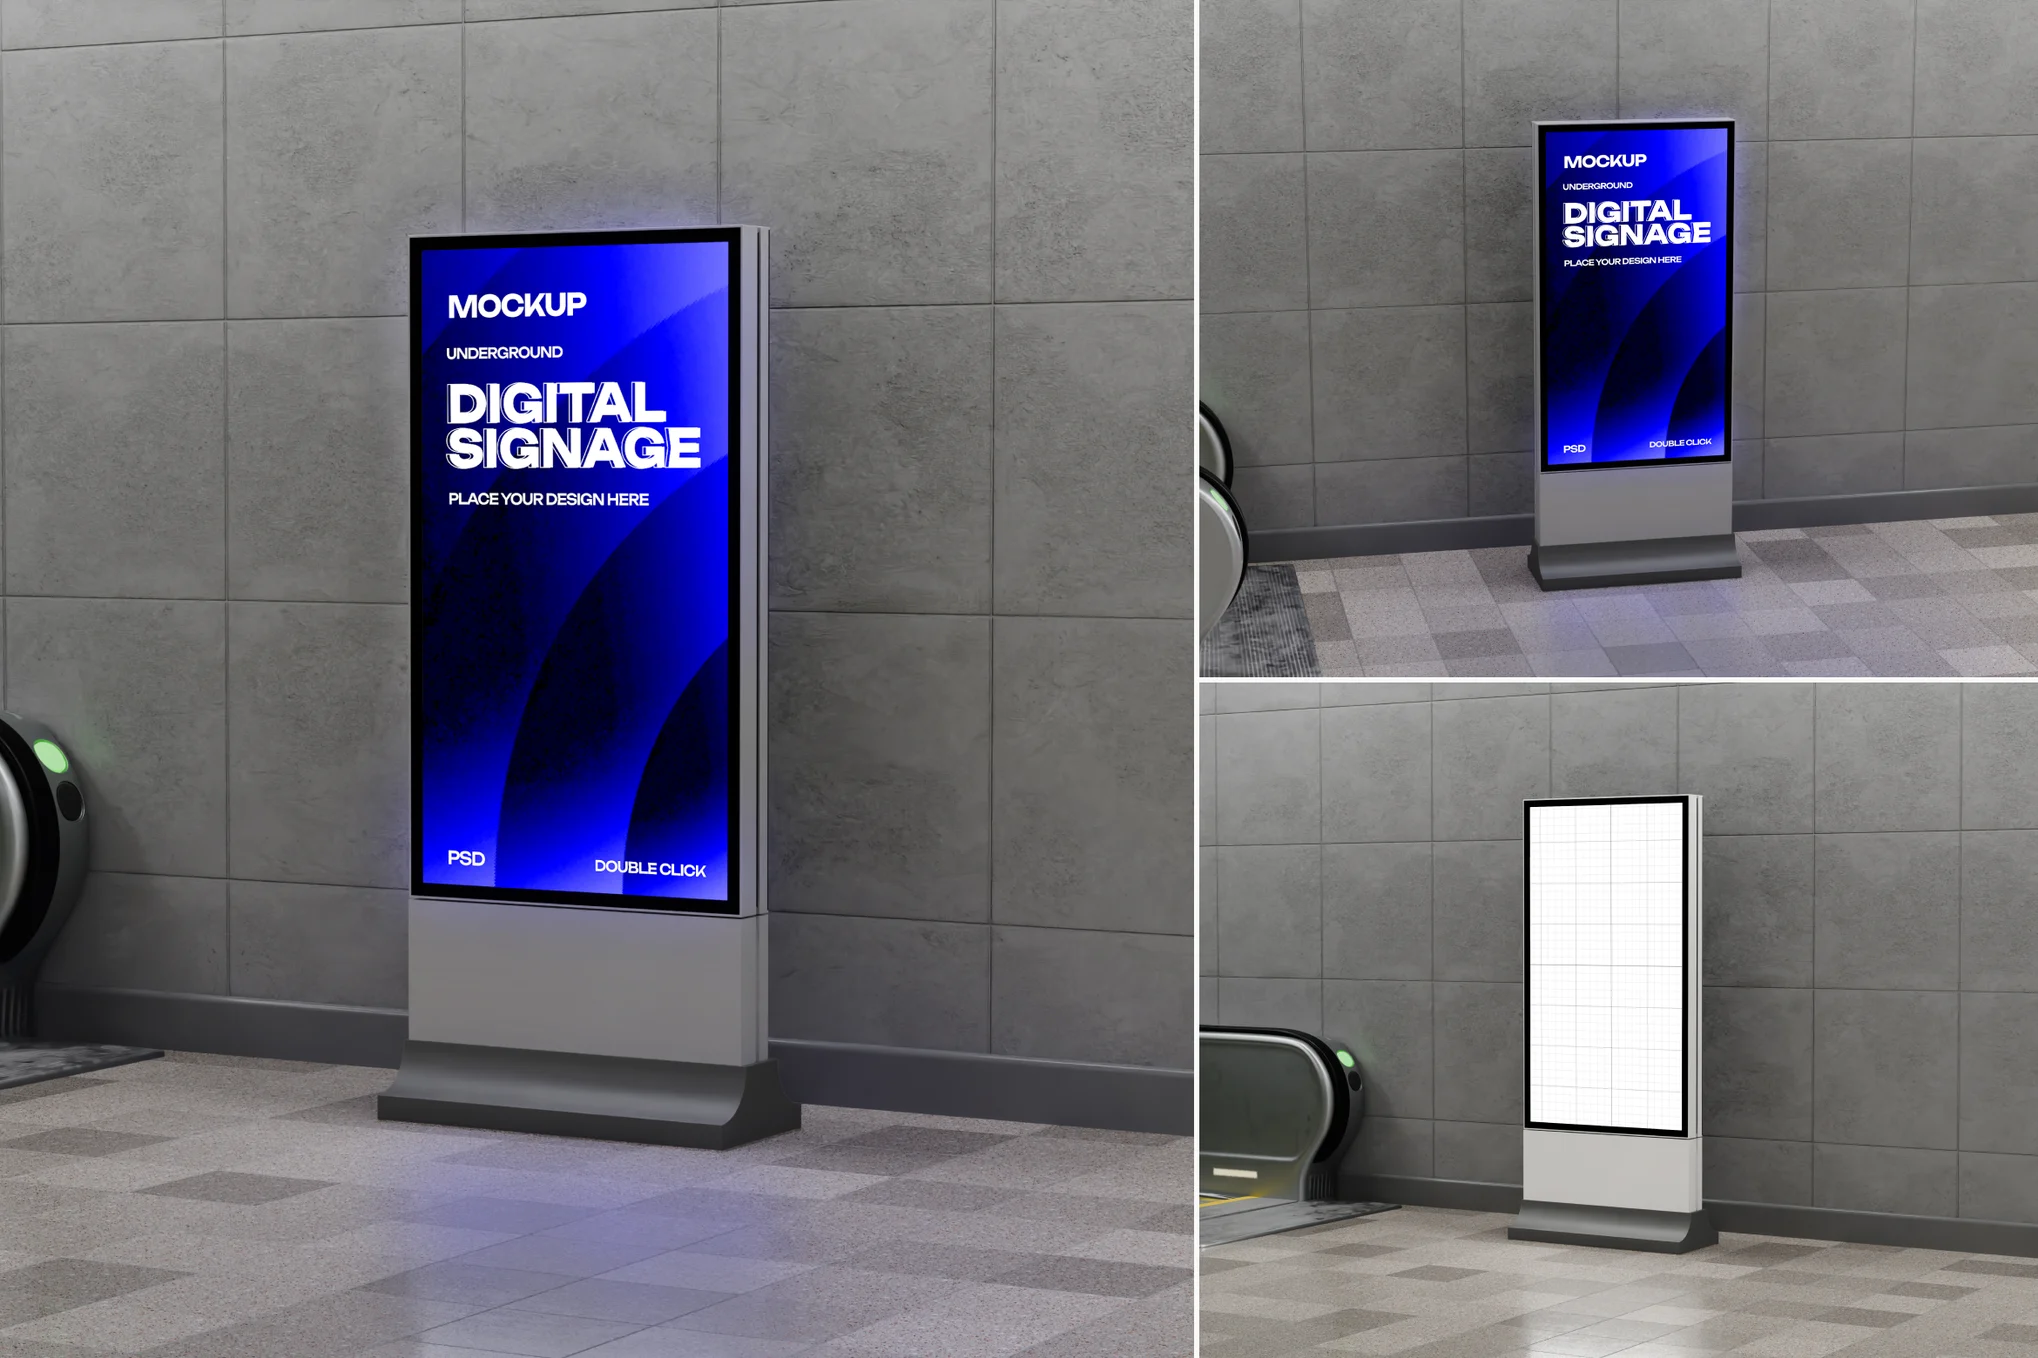 MOCKUP
UNDERGROUND
DIGITAL
SIGNAGE
PLACE YOUR DESIGN HERE
PSD
DOUBLE CLICK
MOCKUP
UNDERGROUND
DIGITAL
SIGNAGE
PLACE YOUR DESIGN HERE
PSD
DOUBLE CLICK